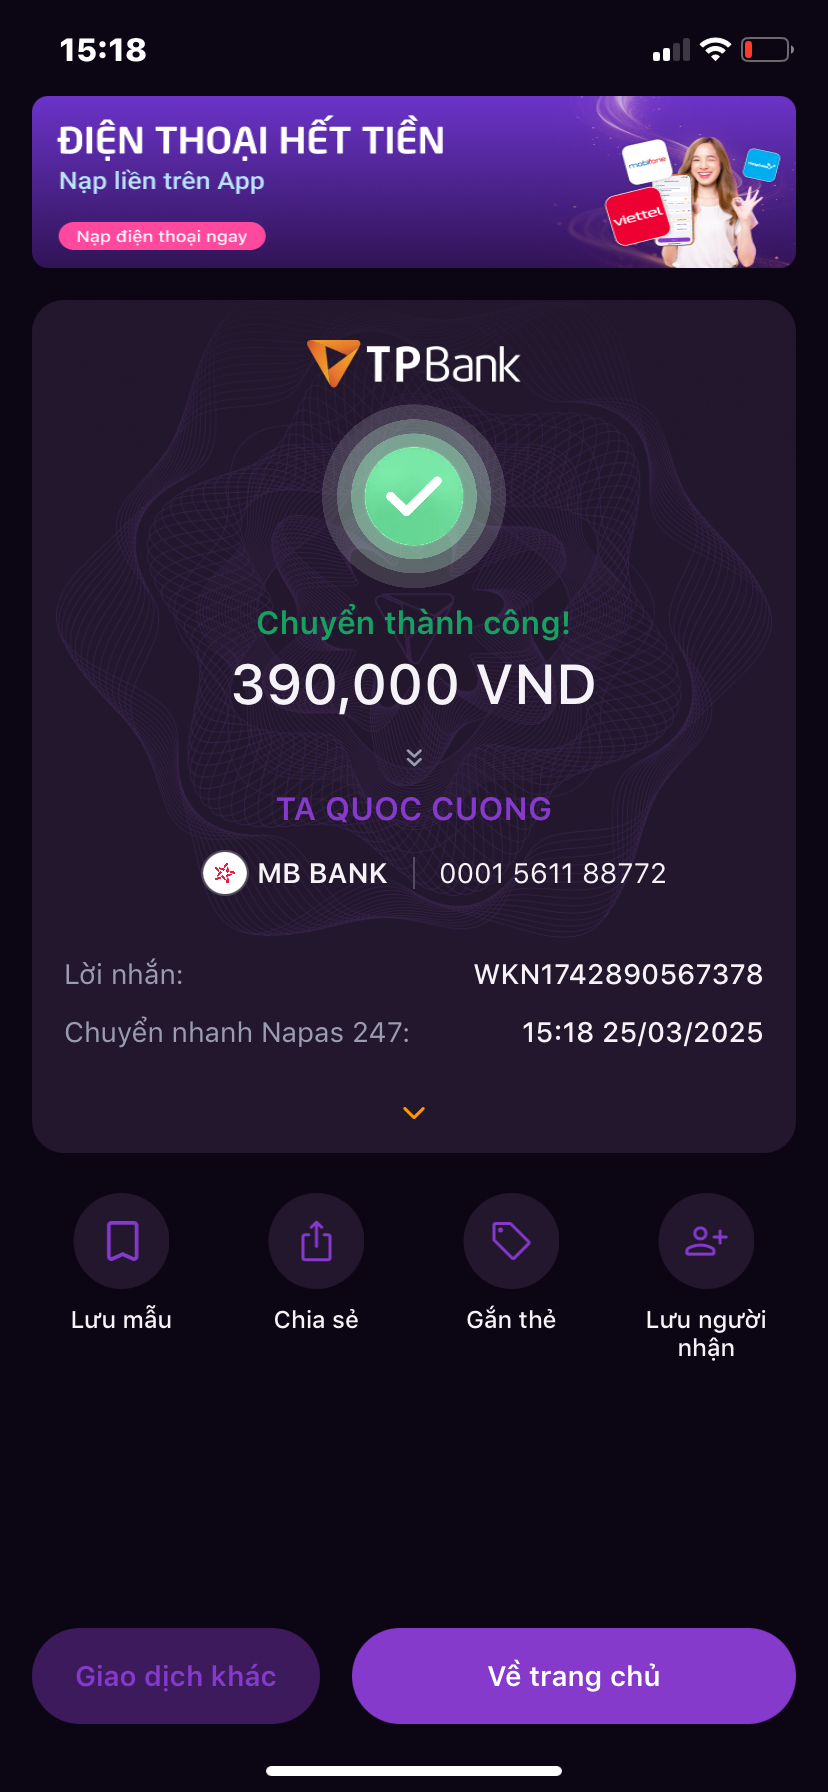 15:18
ĐIỆN THOẠI HẾT TIỀN
Nạp liền trên App
Nạp điện thoại ngay
mobifone
viettel
TPBank
Chuyển thành công!
390,000 VND
TA QUOC CUONG
MB BANK
0001 5611 88772
Lời nhắn:
WKN1742890567378
Chuyển nhanh Napas 247:
15:18 25/03/2025
Lưu mẫu
Chia sẻ
Gắn thẻ
Lưu người
nhận
Giao dịch khác
Về trang chủ